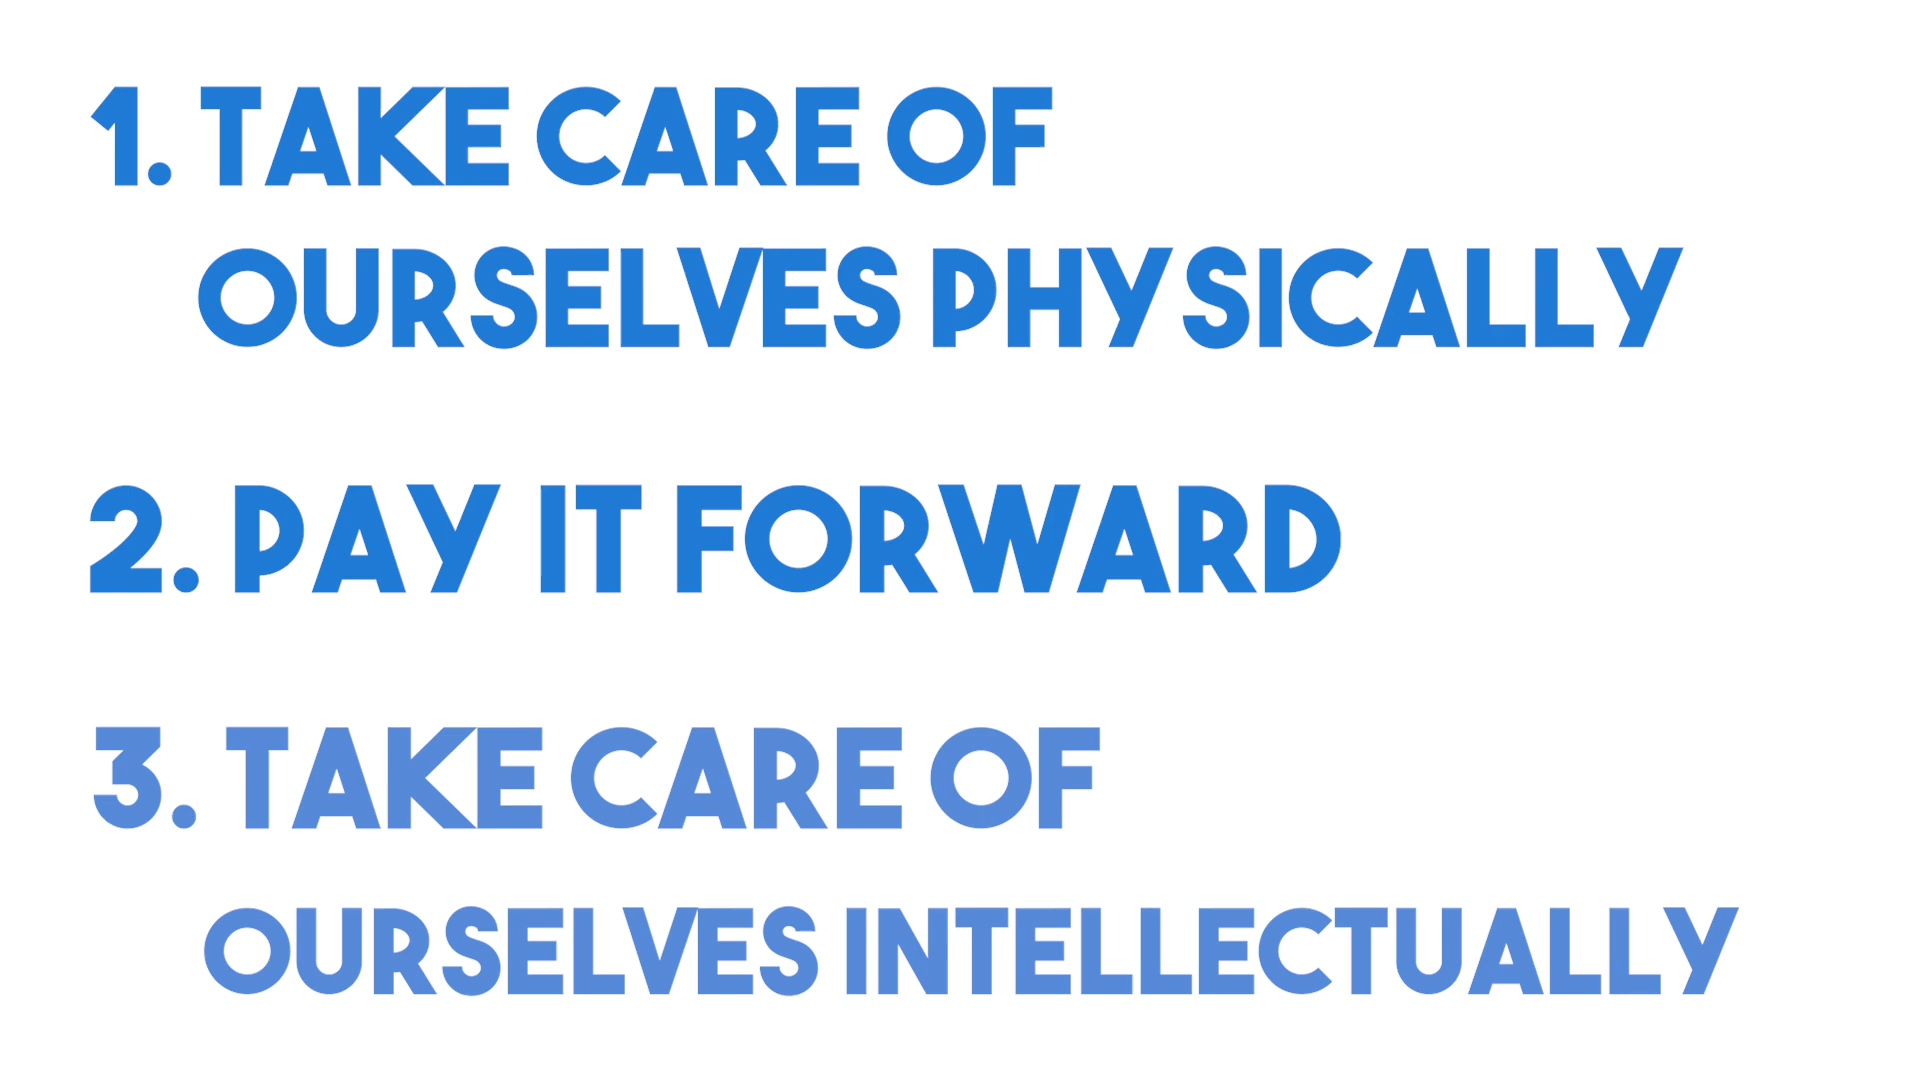 1. TAKE CARE OF
OURSELVES PHYSICALLY
2. PAY IT FORWARD
3. TAKE CARE OF
OURSELVES INTELLECTUALLY